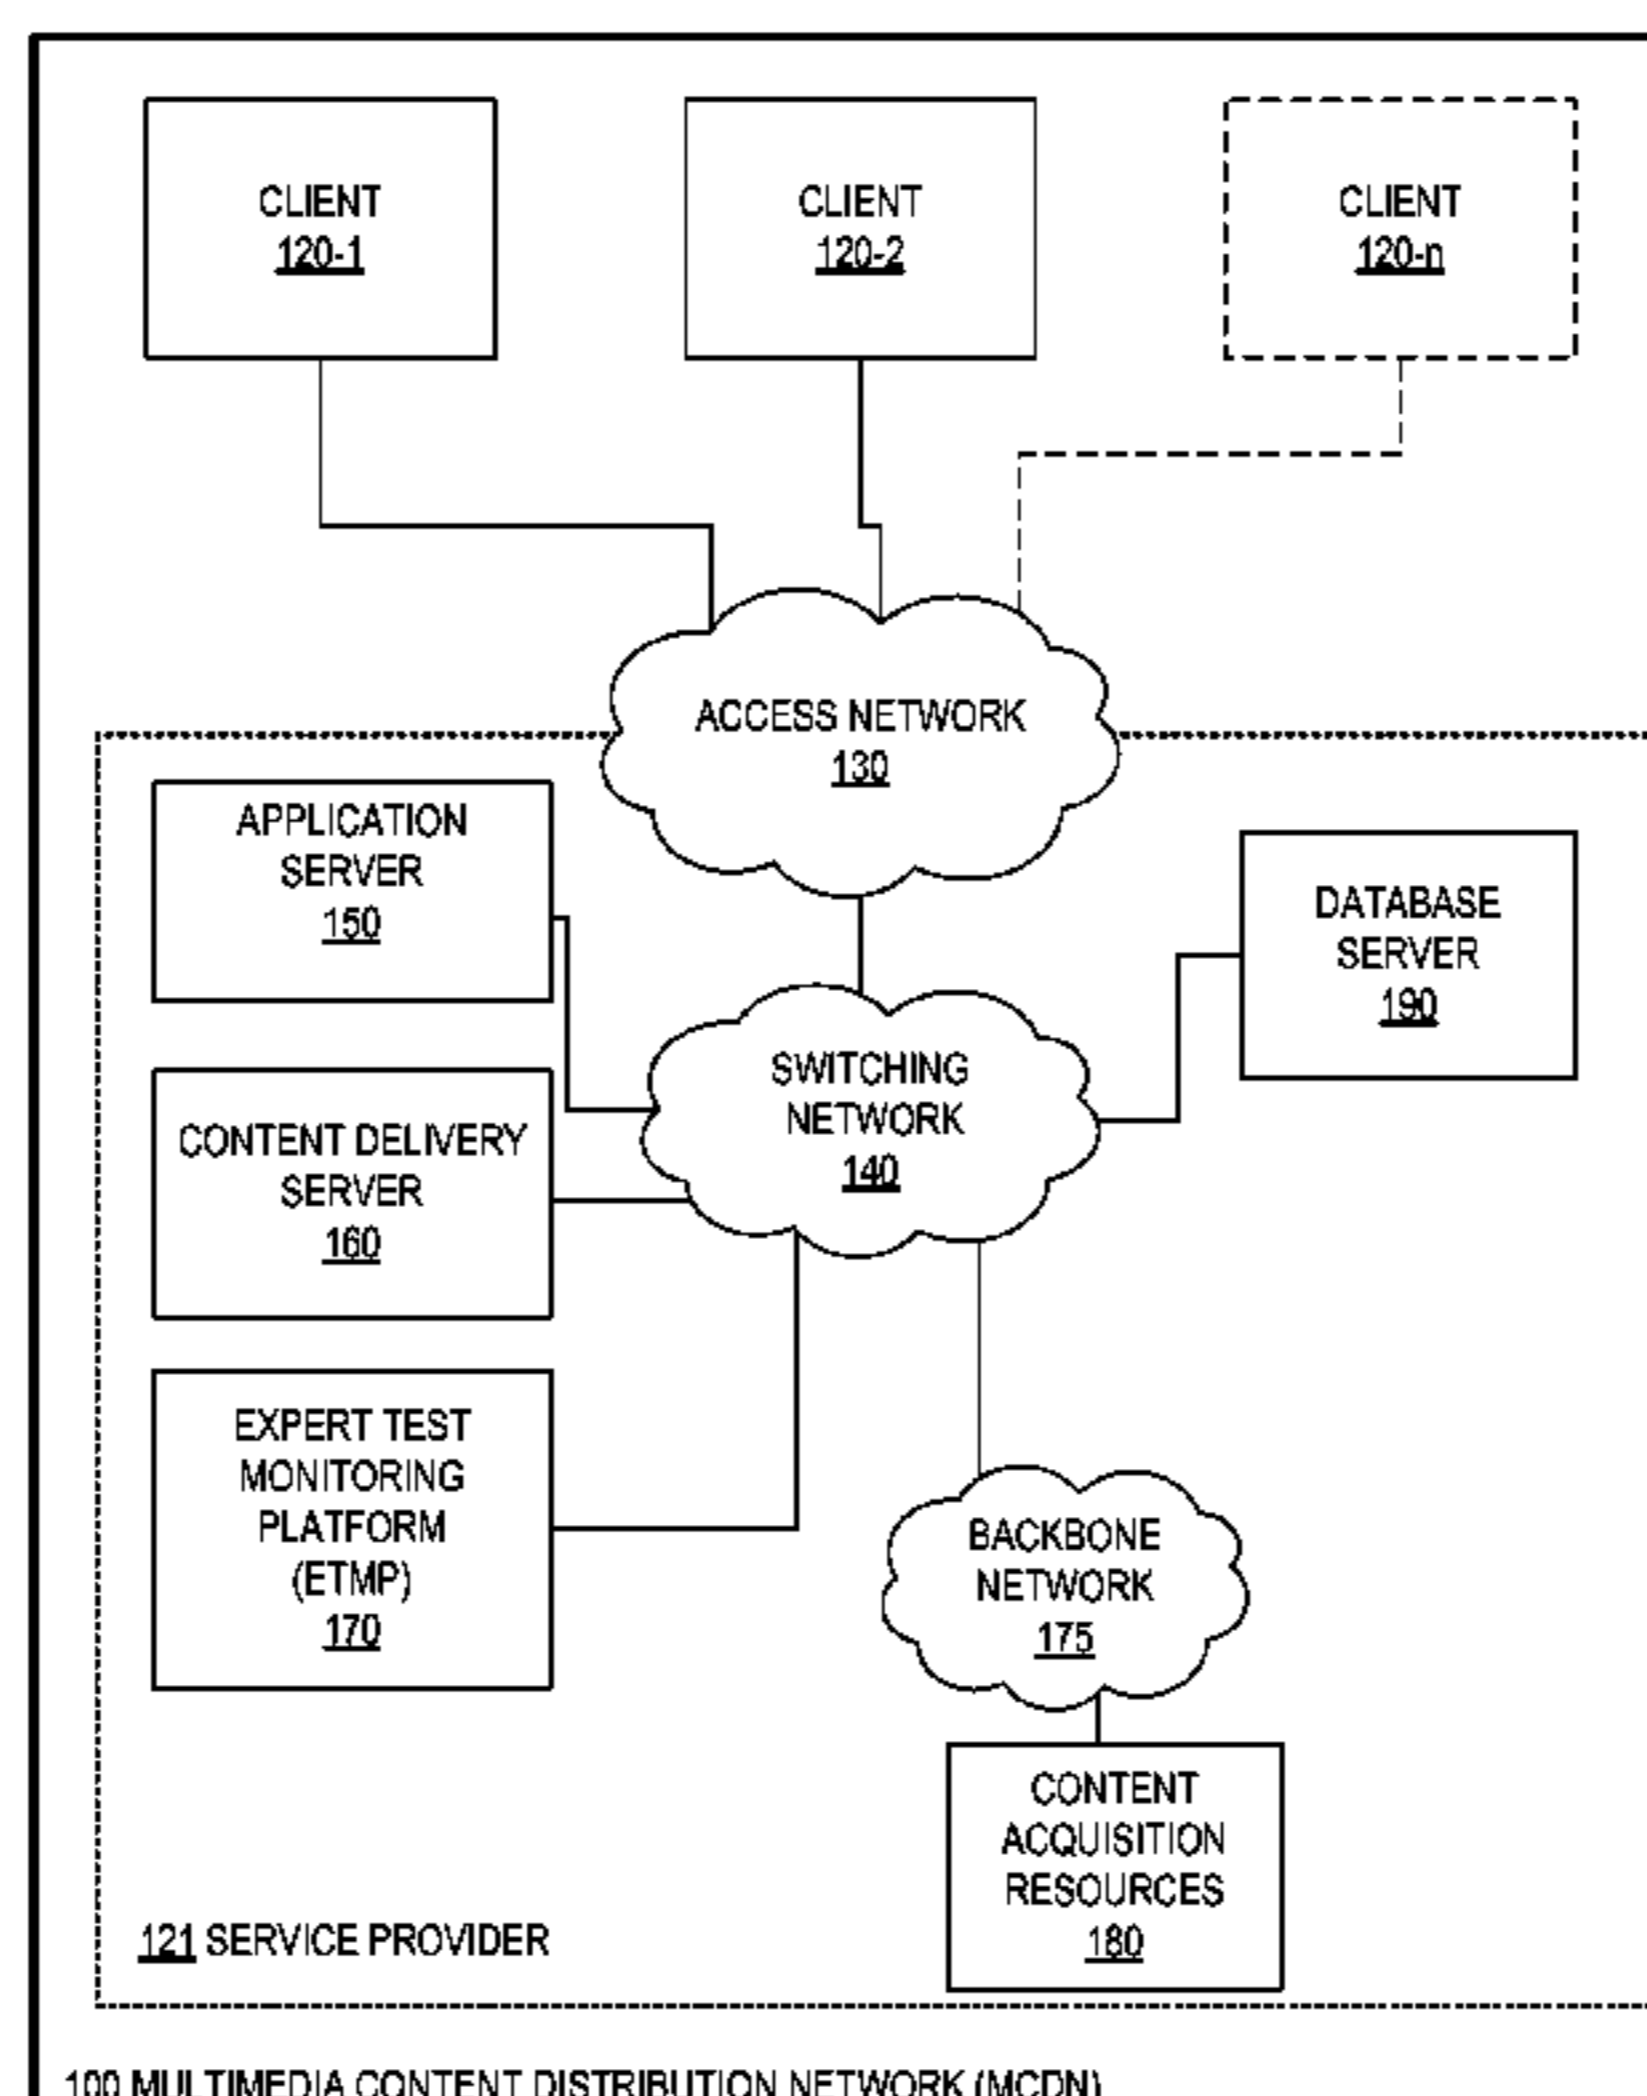 CLIENT
120-1
CLIENT
120-2
CLIENT
120-n
ACCESS NETWORK
130
APPLICATION
SERVER
150
DATABASE
SERVER
190
SWITCHING
NETWORK
140
CONTENT DELIVERY
SERVER
160
EXPERT TEST
MONITORING
PLATFORM
(ETMP)
170
BACKBONE
NETWORK
175
CONTENT
ACQUISITION
RESOURCES
180
121 SERVICE PROVIDER
100 MULTIMEDIA CONTENT DISTRIBUTION NETWORK (MCDN)